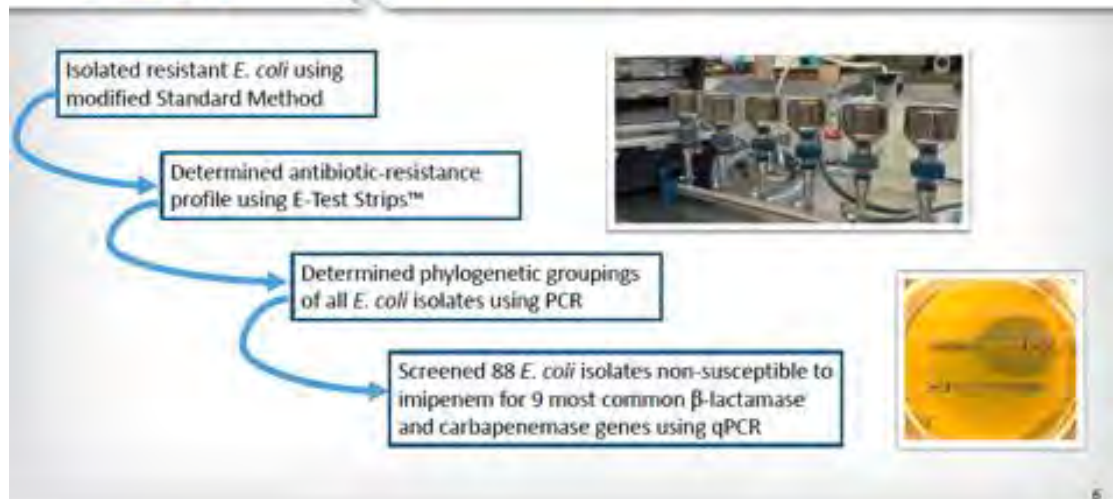 Isolated resistant E. coli using
modified Standard Method
Determined antibiotic-resistance
profile using E-Test Strips™
Determined phylogenetic groupings
of all E. coli isolates using PCR
Screened 88 E. coli isolates non-susceptible to
imipenem for 9 most common β-lactamase
and carbapenemase genes using qPCR